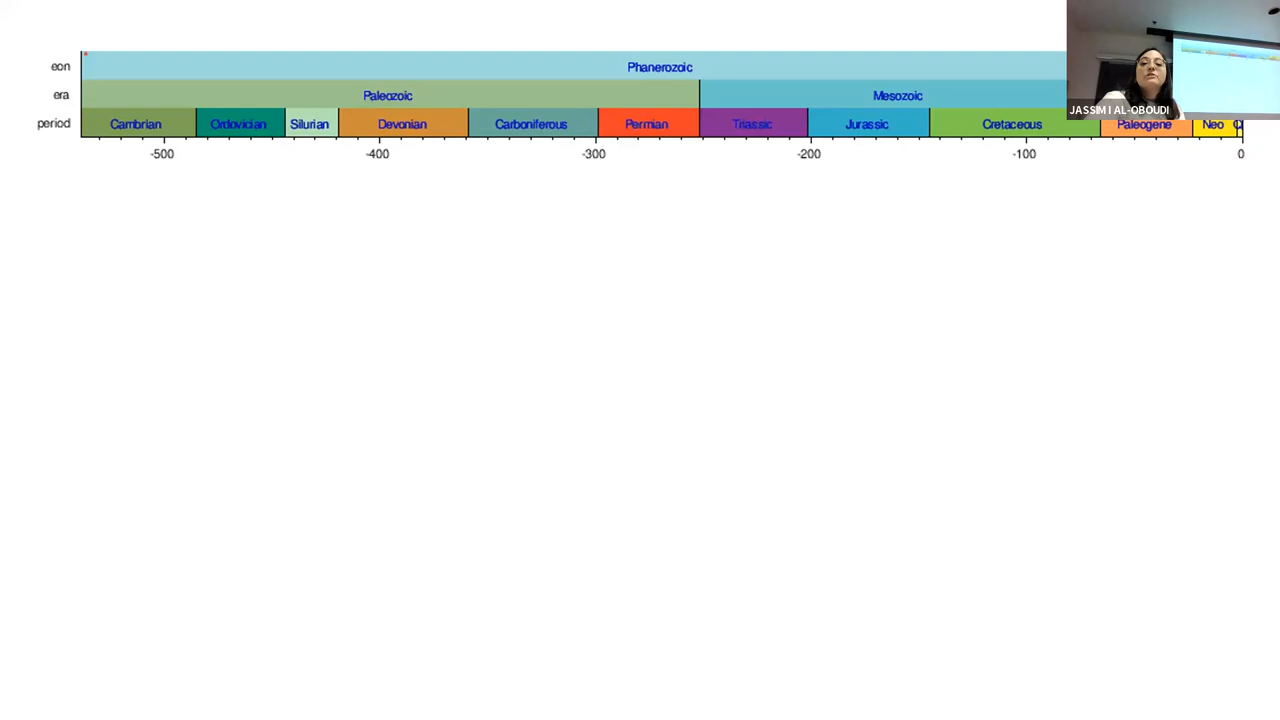 eon Phanerozoic
era Paleozoic Mesozoic
JASSIM I AL-OBOUDI
period Cambrian Ordovician Silurian Devonian Carboniferous Permian Triassic Jurassic Cretaceous Paleogene Neo Q
-500 -400 -300 -200 -100 0